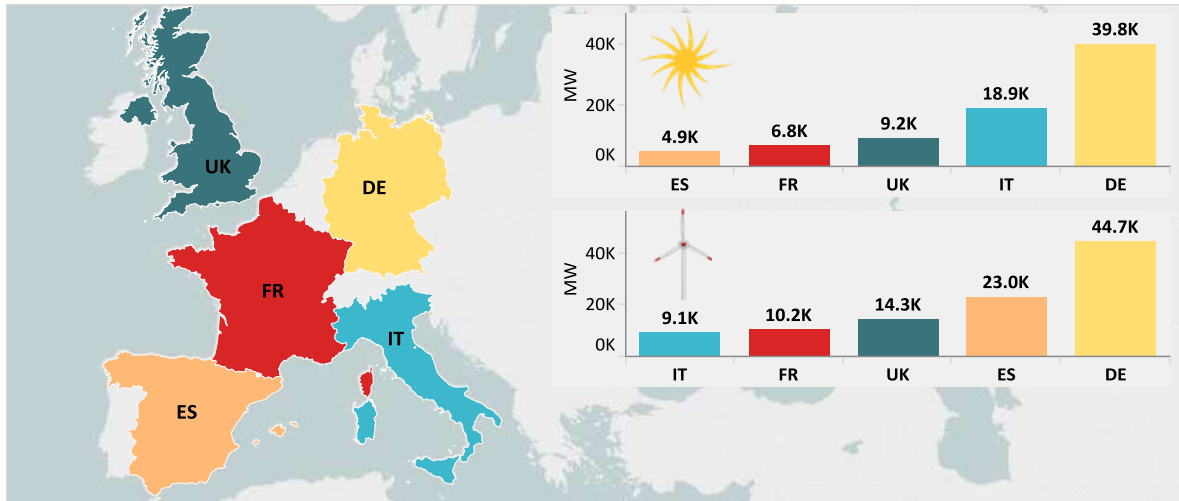 UK
DE
FR
IT
ES
MW
40K
20K
0K
4.9K
6.8K
9.2K
18.9K
39.8K
ES
FR
UK
IT
DE
MW
40K
20K
0K
9.1K
10.2K
14.3K
23.0K
44.7K
IT
FR
UK
ES
DE